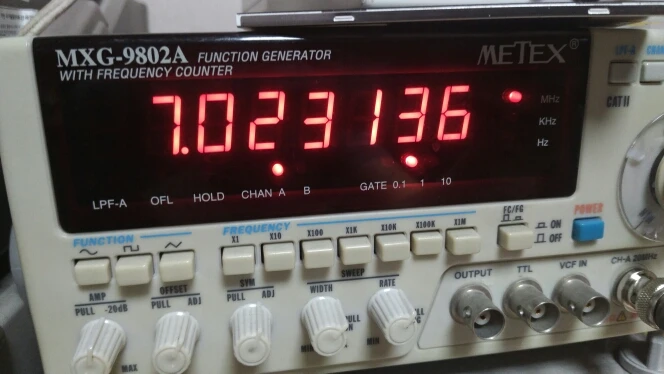 MXG-9802A FUNCTION GENERATOR
WITH FREQUENCY COUNTER
METEX®
7.023136
MHz
KHz
Hz
LPF-A OFL HOLD CHAN A B GATE 0.1 1 10
LPF-A
CAT II
FUNCTION
FREQUENCY
X1 X10 X100 X1K X10K X100K X1M
FC/FG
ON
OFF
POWER
AMP
PULL -20dB
OFFSET
PULL ADJ
SYM
PULL ADJ
SWEEP
WIDTH
RATE
OUTPUT TTL VCF IN
MIN
MAX